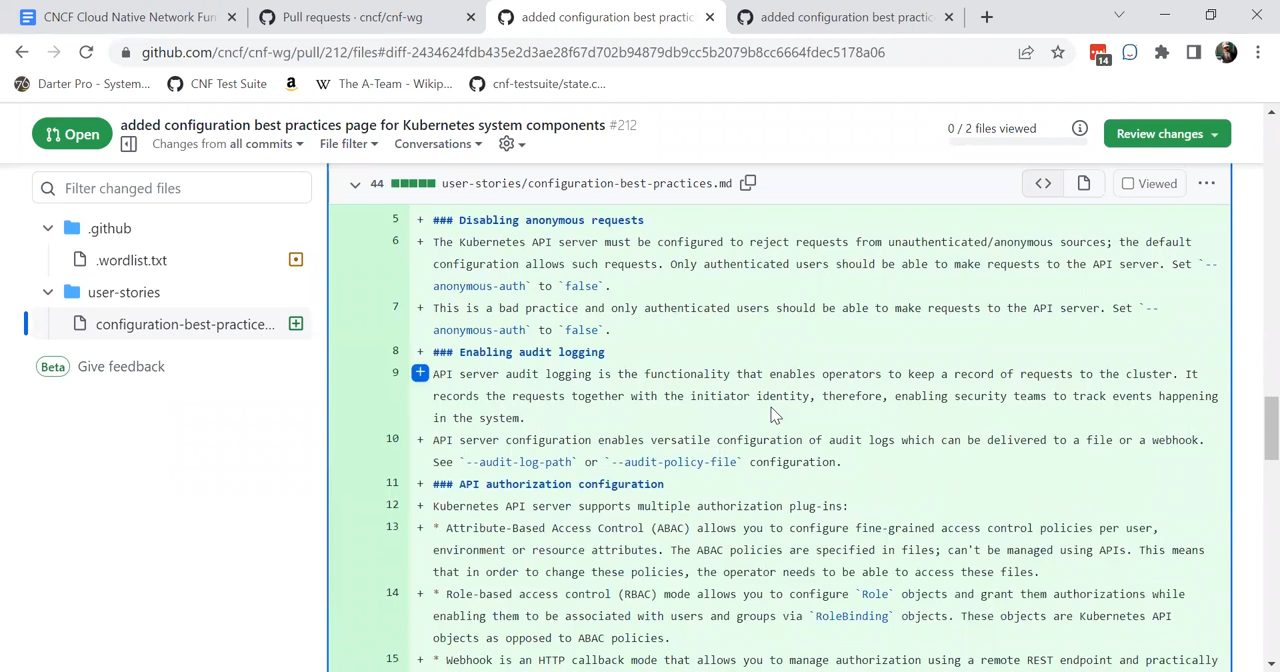 CNCF Cloud Native Network Fun
Pull requests · cncf/cnf-wg
added configuration best practic
added configuration best practic
github.com/cncf/cnf-wg/pull/212/files#diff-2434624fdb435e2d3ae28f67d702b94879db9cc5b2079b8cc6664fdec5178a06
14
Darter Pro - System...
CNF Test Suite
The A-Team - Wikip...
cnf-testsuite/state.c...
Open
added configuration best practices page for Kubernetes system components #212
Changes from all commits
File filter
Conversations
0 / 2 files viewed
Review changes
Filter changed files
.github
.wordlist.txt
user-stories
configuration-best-practice...
Beta Give feedback
44 user-stories/configuration-best-practices.md
Viewed
5 + ### Disabling anonymous requests
6 + The Kubernetes API server must be configured to reject requests from unauthenticated/anonymous sources; the default
configuration allows such requests. Only authenticated users should be able to make requests to the API server. Set `--
anonymous-auth` to `false`.
7 + This is a bad practice and only authenticated users should be able to make requests to the API server. Set `--
anonymous-auth` to `false`.
8 + ### Enabling audit logging
9 + API server audit logging is the functionality that enables operators to keep a record of requests to the cluster. It
records the requests together with the initiator identity, therefore, enabling security teams to track events happening
in the system.
10 + API server configuration enables versatile configuration of audit logs which can be delivered to a file or a webhook.
See `--audit-log-path` or `--audit-policy-file` configuration.
11 + ### API authorization configuration
12 + Kubernetes API server supports multiple authorization plug-ins:
13 + * Attribute-Based Access Control (ABAC) allows you to configure fine-grained access control policies per user,
environment or resource attributes. The ABAC policies are specified in files; can't be managed using APIs. This means
that in order to change these policies, the operator needs to be able to access these files.
14 + * Role-based access control (RBAC) mode allows you to configure `Role` objects and grant them authorizations while
enabling them to be associated with users and groups via `RoleBinding` objects. These objects are Kubernetes API
objects as opposed to ABAC policies.
15 + * Webhook is an HTTP callback mode that allows you to manage authorization using a remote REST endpoint and practically